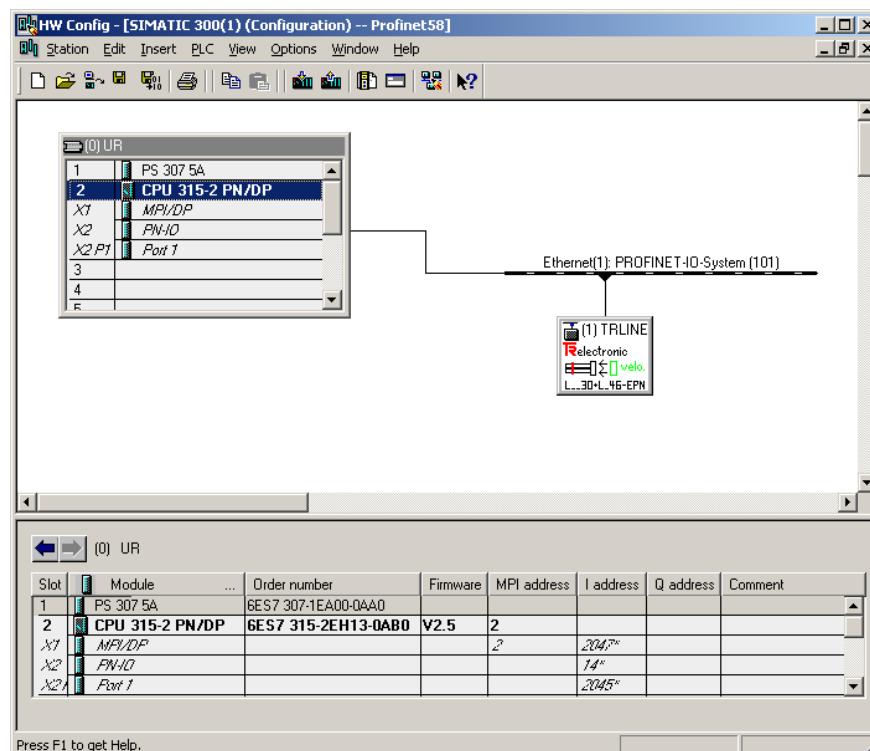 HW Config - [SIMATIC 300(1) (Configuration) -- Profinet58]
Station Edit Insert PLC View Options Window Help
(0) UR
1 PS 307 5A
2 CPU 315-2 PN/DP
X1 MPI/DP
X2 PN-IO
X2 P1 Port 1
3
4
5
Ethernet(1): PROFINET-IO-System (101)
(1) TRLINE
TRelectronic
velo.
L__30+L_46-EPN
(0) UR
Slot Module ... Order number Firmware MPI address I address Q address Comment
1 PS 307 5A 6ES7 307-1EA00-0AA0
2 CPU 315-2 PN/DP 6ES7 315-2EH13-0AB0 V2.5 2
X1 MPI/DP 2 2047*
X2 PN-IO 14*
X2 Port 1 2045*
Press F1 to get Help.